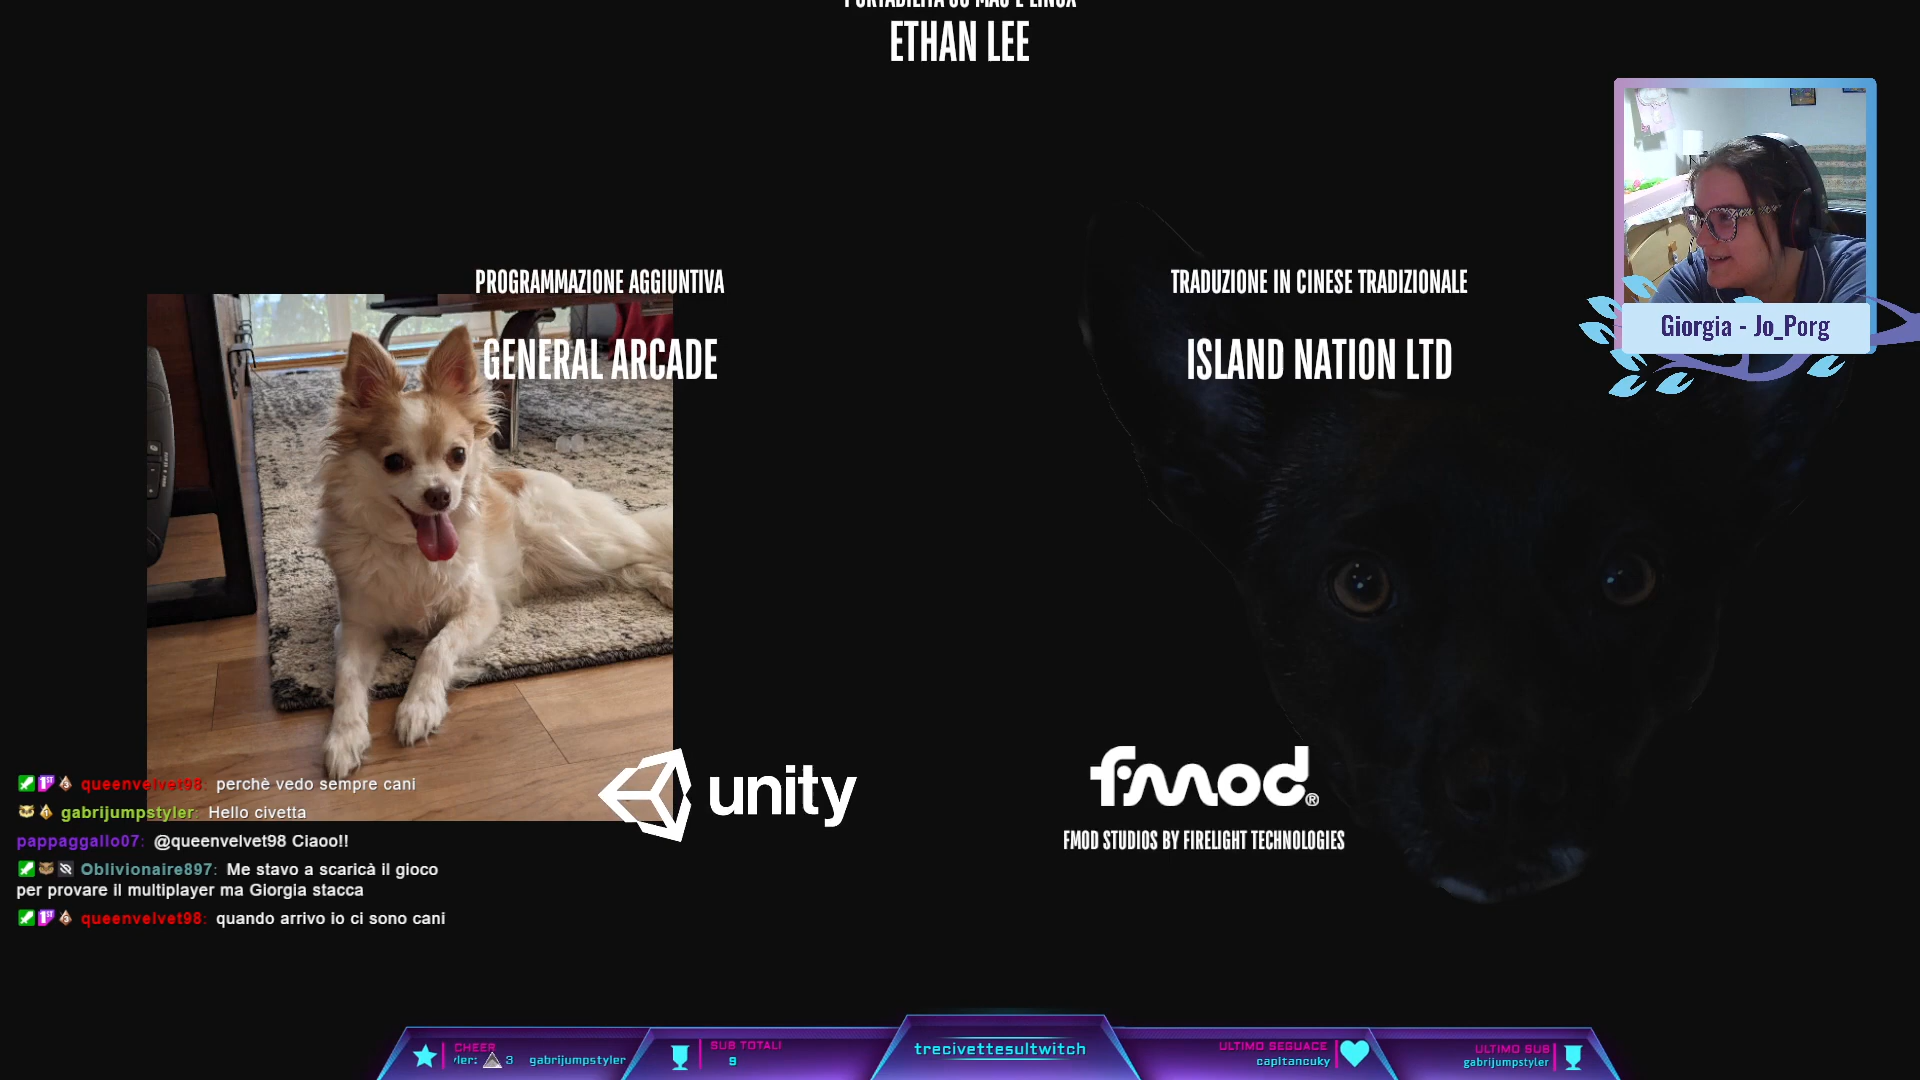 ETHAN LEE
PROGRAMMAZIONE AGGIUNTIVA
GENERAL ARCADE
TRADUZIONE IN CINESE TRADIZIONALE
ISLAND NATION LTD
Giorgia - Jo_Porg
unity
fmod®
FMOD STUDIOS BY FIRELIGHT TECHNOLOGIES
queenvelvet98: perchè vedo sempre cani
gabrijumpstyler: Hello civetta
pappaggallo07: @queenvelvet98 Ciaoo!!
Oblivionaire897: Me stavo a scaricà il gioco
per provare il multiplayer ma Giorgia stacca
queenvelvet98: quando arrivo io ci sono cani
CHEER
yler: 3 gabrijumpstyler
SUB TOTALI
9
trecivettesultwitch
ULTIMO SEGUACE
capitancuky
ULTIMO SUB
gabrijumpstyler